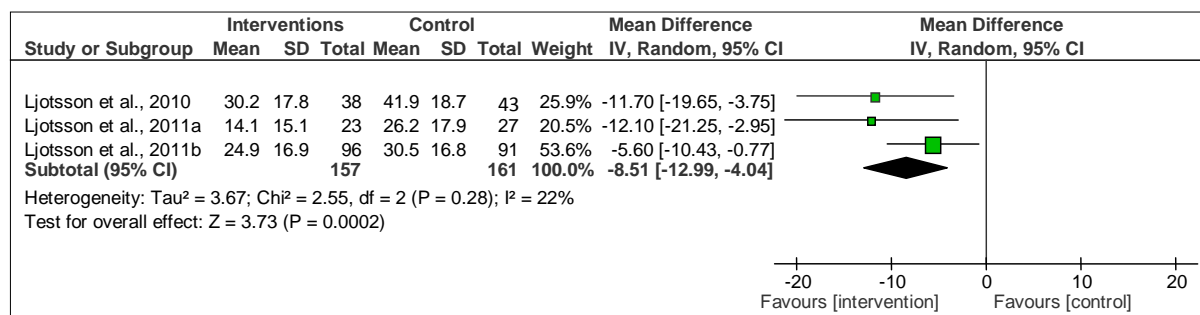 Interventions Control Mean Difference Mean Difference
Study or Subgroup Mean SD Total Mean SD Total Weight IV, Random, 95% CI IV, Random, 95% CI
Ljotsson et al., 2010 30.2 17.8 38 41.9 18.7 43 25.9% -11.70 [-19.65, -3.75]
Ljotsson et al., 2011a 14.1 15.1 23 26.2 17.9 27 20.5% -12.10 [-21.25, -2.95]
Ljotsson et al., 2011b 24.9 16.9 96 30.5 16.8 91 53.6% -5.60 [-10.43, -0.77]
Subtotal (95% CI) 157 161 100.0% -8.51 [-12.99, -4.04]
Heterogeneity: Tau² = 3.67; Chi² = 2.55, df = 2 (P = 0.28); I² = 22%
Test for overall effect: Z = 3.73 (P = 0.0002)
-20 -10 0 10 20
Favours [intervention] Favours [control]